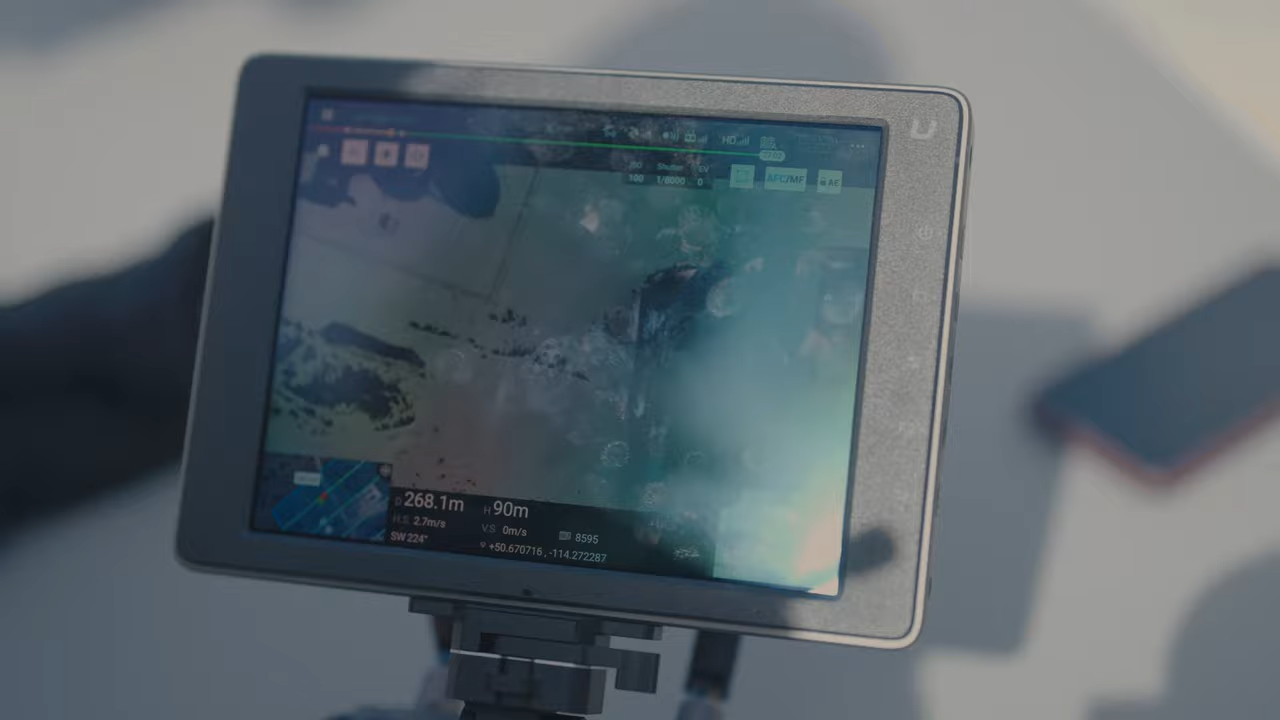 HD
ISO Shutter EV
100 1/8000 0
AFC/MF
AE
D 268.1m H 90m
H.S 2.7m/s V.S 0m/s 8595
SW 224° +50.670716, -114.272287